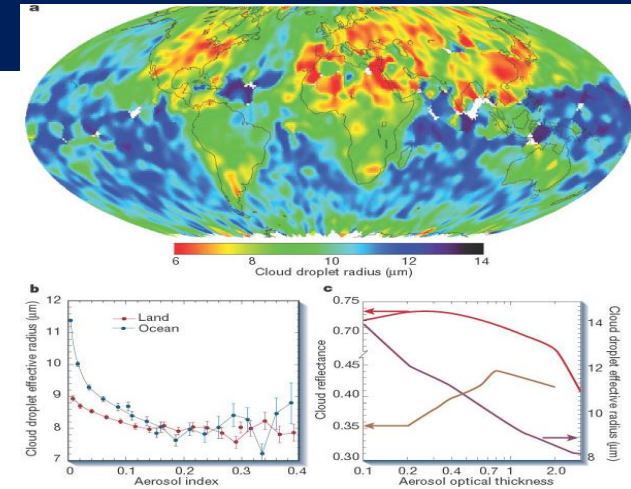 a
6 8 10 12 14
Cloud droplet radius (µm)
b
Cloud droplet effective radius (µm)
12
11
10
9
8
7
Land
Ocean
0 0.1 0.2 0.3 0.4
Aerosol index
c
Cloud reflectance
0.75
0.70
0.45
0.40
0.35
0.30
0.1 0.2 0.4 0.7 1 2.0
Aerosol optical thickness
14
12
10
8
Cloud droplet effective radius (µm)